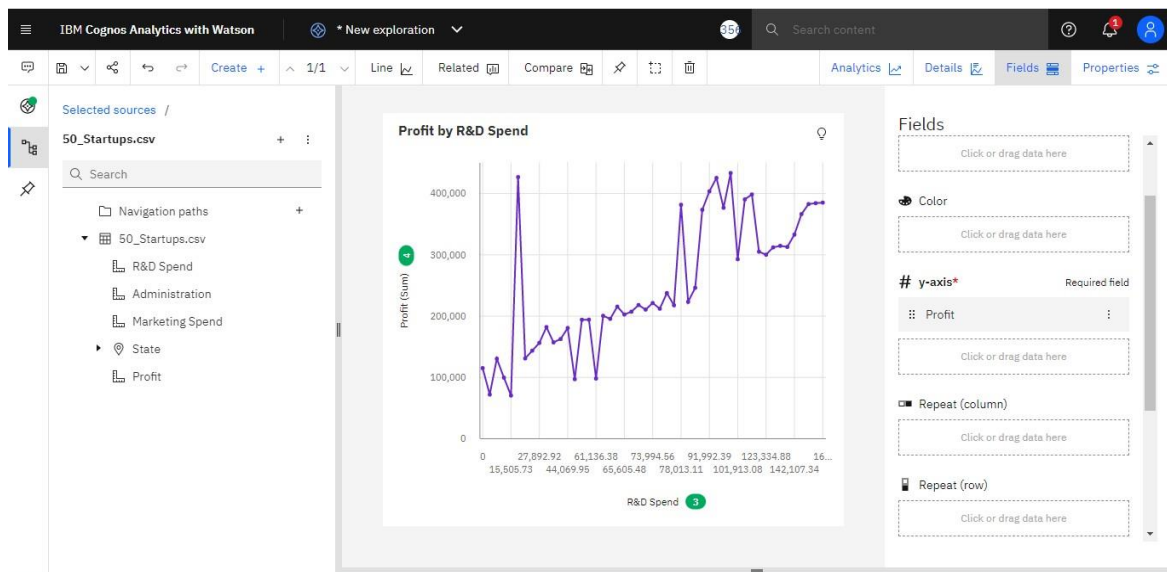 IBM Cognos Analytics with Watson
* New exploration
356
Search content
1
Create +
1/1
Line
Related
Compare
Analytics
Details
Fields
Properties
Selected sources /
50_Startups.csv
Search
Navigation paths
50_Startups.csv
R&D Spend
Administration
Marketing Spend
State
Profit
Profit by R&D Spend
400,000
300,000
200,000
100,000
0
Profit (Sum) 4
0 27,892.92 61,136.38 73,994.56 91,992.39 123,334.88 16...
15,505.73 44,069.95 65,605.48 78,013.11 101,913.08 142,107.34
R&D Spend 3
Fields
Click or drag data here
Color
Click or drag data here
# y-axis* Required field
Profit
Click or drag data here
Repeat (column)
Click or drag data here
Repeat (row)
Click or drag data here